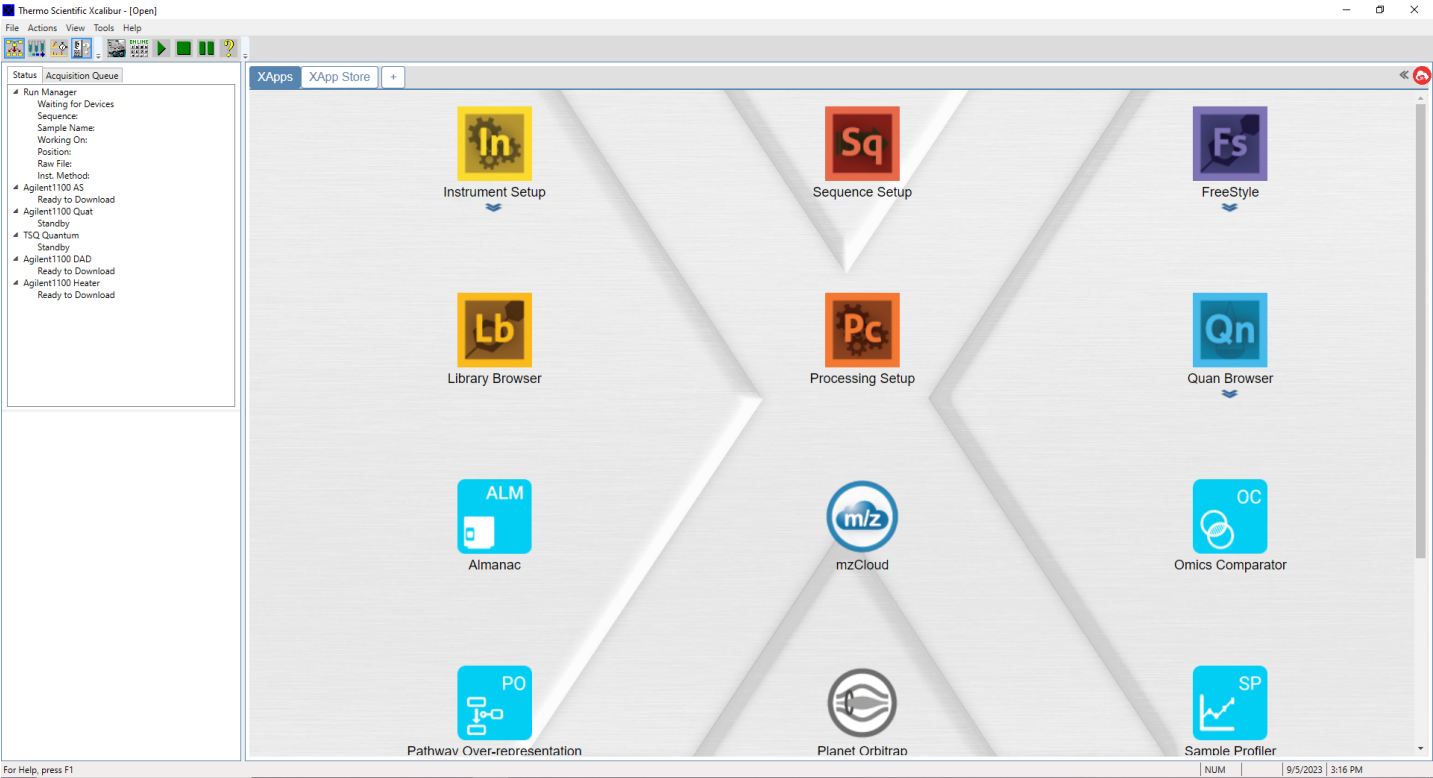 Thermo Scientific Xcalibur - [Open]
File Actions View Tools Help
ON LINE
Status Acquisition Queue
Run Manager
Waiting for Devices
Sequence:
Sample Name:
Working On:
Position:
Raw File:
Inst. Method:
Agilent1100 AS
Ready to Download
Agilent1100 Quat
Standby
TSQ Quantum
Standby
Agilent1100 DAD
Ready to Download
Agilent1100 Heater
Ready to Download
XApps XApp Store +
In
Instrument Setup
Sq
Sequence Setup
Fs
FreeStyle
Lb
Library Browser
Pc
Processing Setup
Qn
Quan Browser
ALM
Almanac
m/z
mzCloud
OC
Omics Comparator
PO
Pathway Over-representation
Planet Orbitrap
SP
Sample Profiler
For Help, press F1
NUM
9/5/2023 3:16 PM